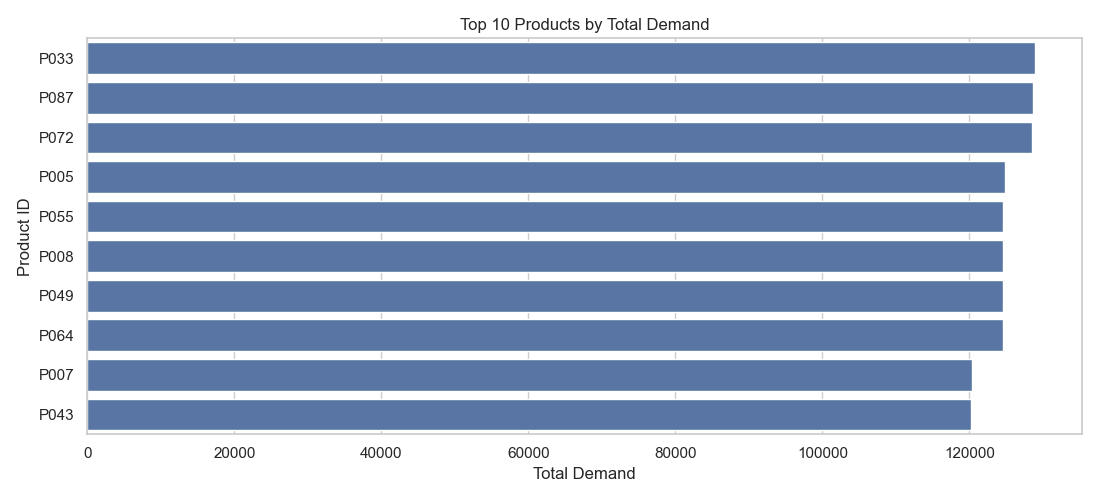 Top 10 Products by Total Demand
Product ID
P033
P087
P072
P005
P055
P008
P049
P064
P007
P043
0 20000 40000 60000 80000 100000 120000
Total Demand